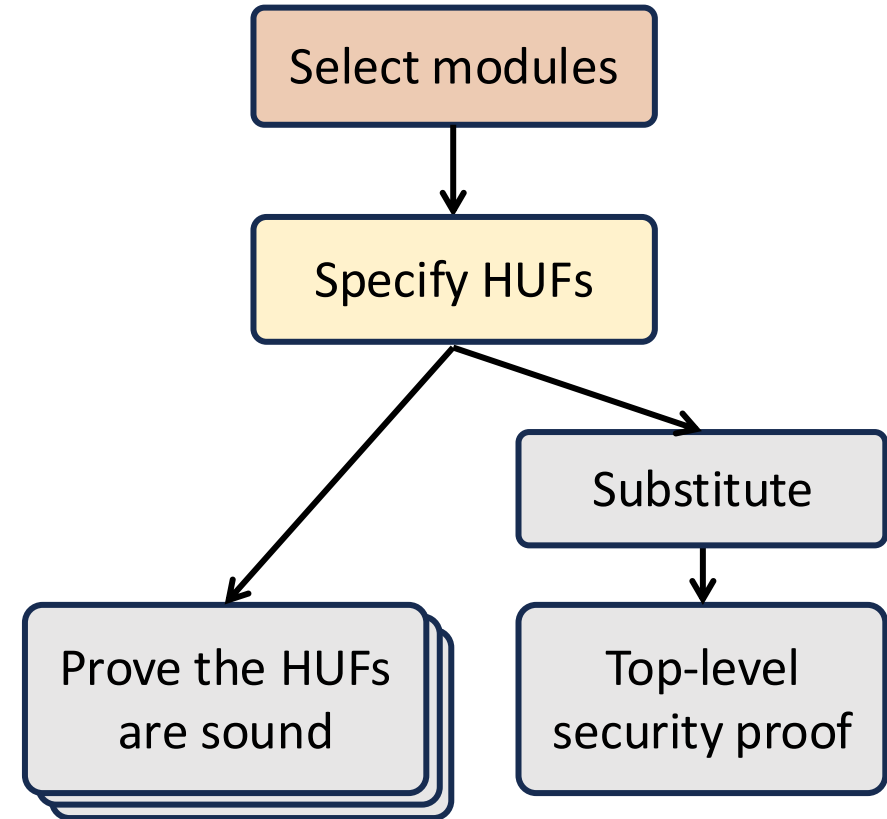 Select modules
Specify HUFs
Substitute
Prove the HUFs
are sound
Top-level
security proof